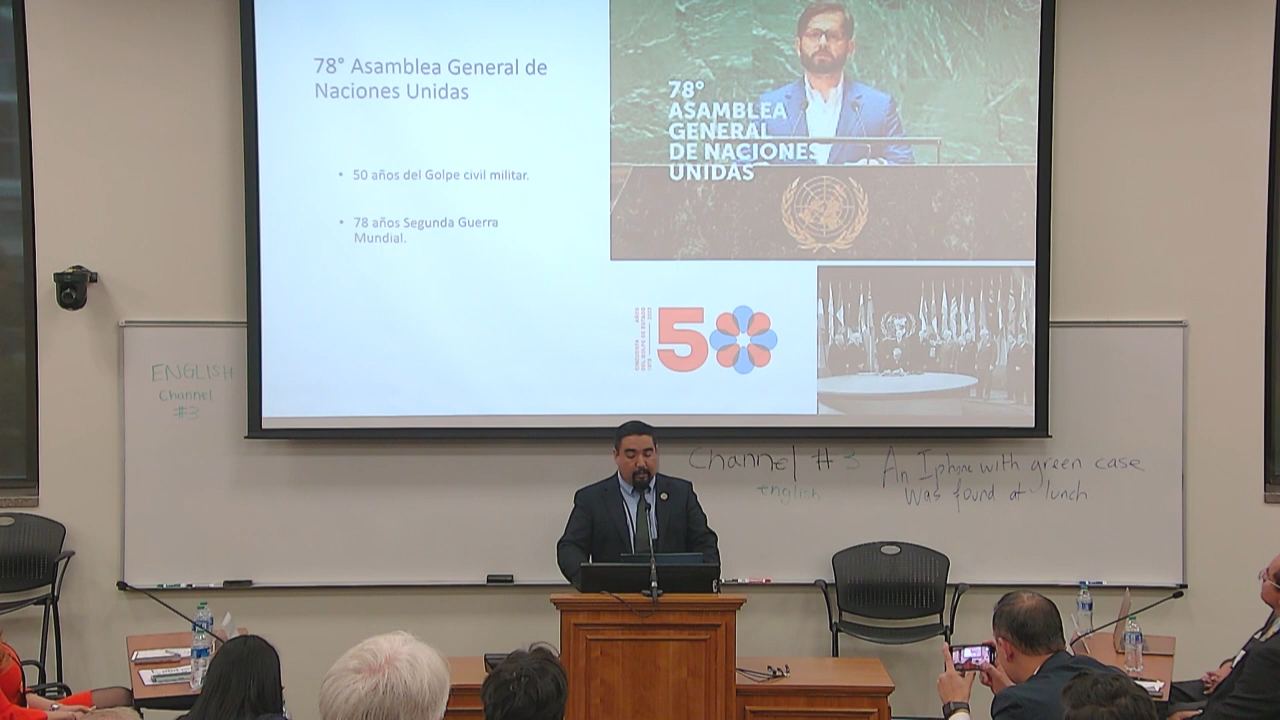 78° Asamblea General de
Naciones Unidas
• 50 años del Golpe civil militar.
• 78 años Segunda Guerra
Mundial.
78°
ASAMBLEA
GENERAL
DE NACIONES
UNIDAS
50
ENGLISH
Channel
#3
Channel # 3
english
An Iphone with green case
was found at lunch